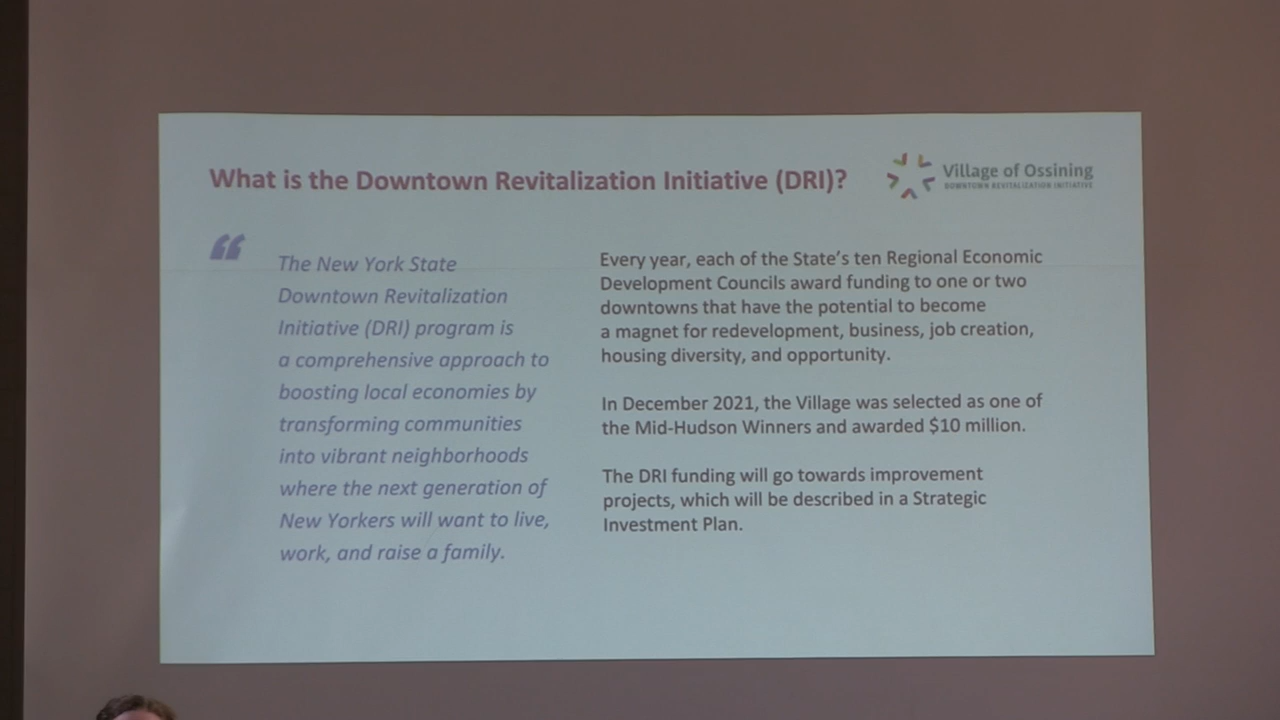 What is the Downtown Revitalization Initiative (DRI)?
Village of Ossining
DOWNTOWN REVITALIZATION INITIATIVE
“
The New York State
Downtown Revitalization
Initiative (DRI) program is
a comprehensive approach to
boosting local economies by
transforming communities
into vibrant neighborhoods
where the next generation of
New Yorkers will want to live,
work, and raise a family.
Every year, each of the State’s ten Regional Economic
Development Councils award funding to one or two
downtowns that have the potential to become
a magnet for redevelopment, business, job creation,
housing diversity, and opportunity.
In December 2021, the Village was selected as one of
the Mid-Hudson Winners and awarded $10 million.
The DRI funding will go towards improvement
projects, which will be described in a Strategic
Investment Plan.